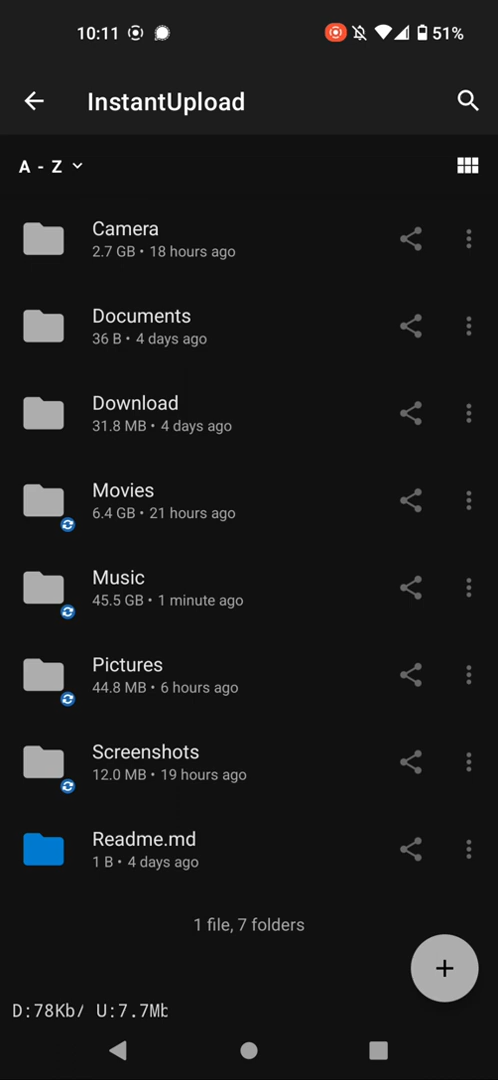 10:11 51%
InstantUpload
A - Z
Camera
2.7 GB • 18 hours ago
Documents
36 B • 4 days ago
Download
31.8 MB • 4 days ago
Movies
6.4 GB • 21 hours ago
Music
45.5 GB • 1 minute ago
Pictures
44.8 MB • 6 hours ago
Screenshots
12.0 MB • 19 hours ago
Readme.md
1 B • 4 days ago
1 file, 7 folders
D:78Kb/ U:7.7Mb